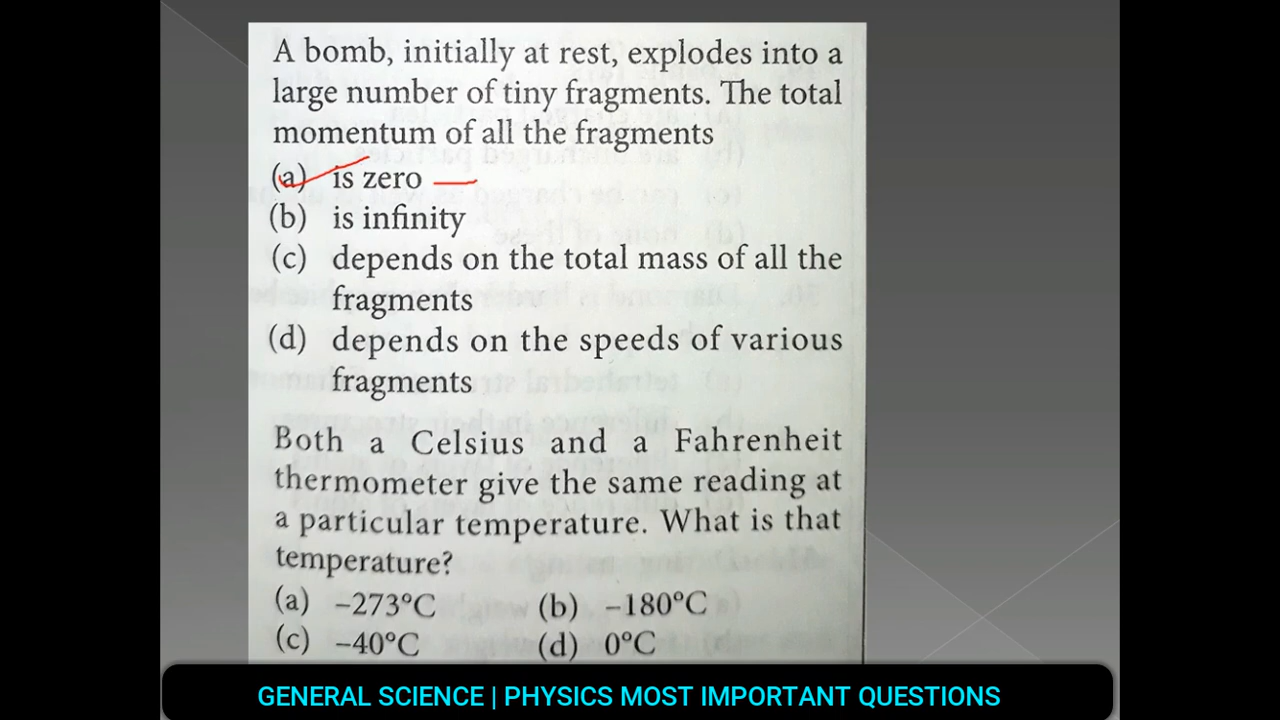 A bomb, initially at rest, explodes into a
large number of tiny fragments. The total
momentum of all the fragments
(a) is zero
(b) is infinity
(c) depends on the total mass of all the
fragments
(d) depends on the speeds of various
fragments
Both a Celsius and a Fahrenheit
thermometer give the same reading at
a particular temperature. What is that
temperature?
(a) –273°C (b) –180°C
(c) –40°C (d) 0°C
GENERAL SCIENCE | PHYSICS MOST IMPORTANT QUESTIONS